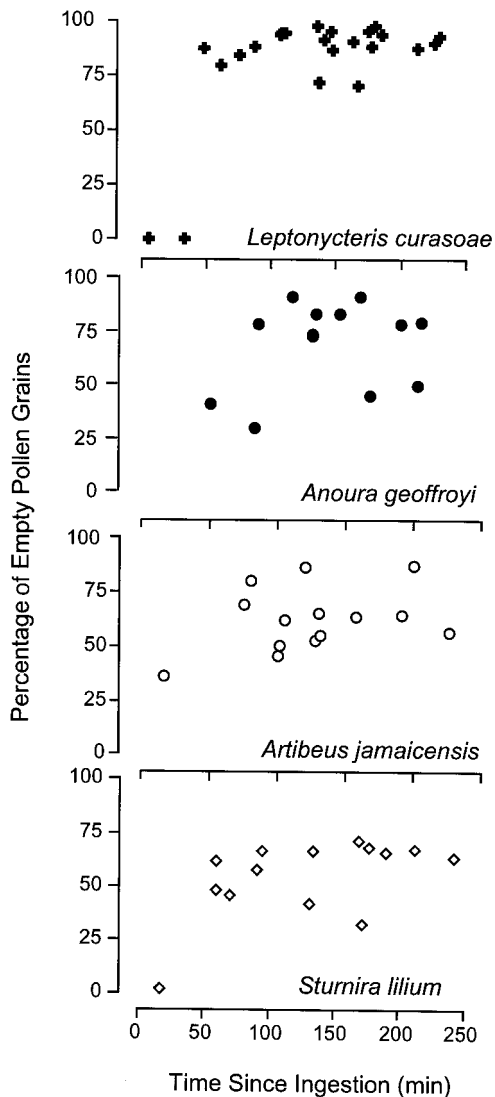 100
75
50
25
0
Leptonycteris curasoae
100
75
50
25
0
Anoura geoffroyi
100
75
50
25
0
Artibeus jamaicensis
100
75
50
25
0
Sturnira lilium
0 50 100 150 200 250
Time Since Ingestion (min)
Percentage of Empty Pollen Grains